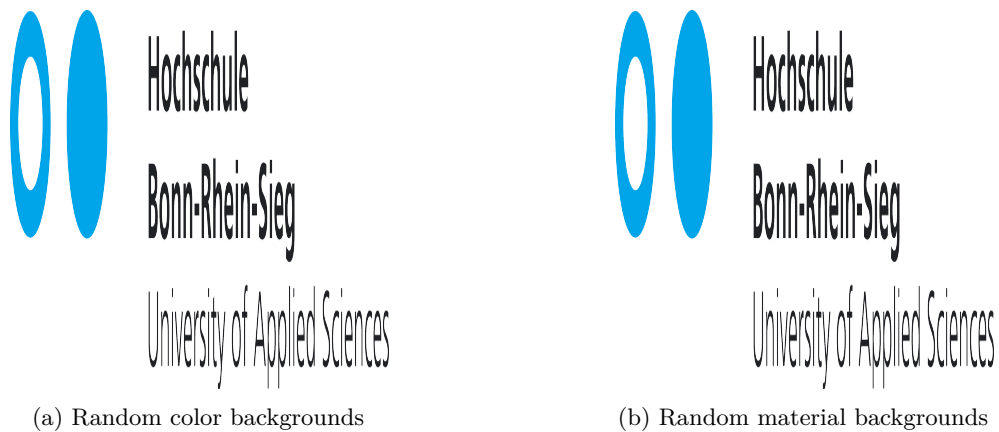 Hochschule
Bonn-Rhein-Sieg
University of Applied Sciences
(a) Random color backgrounds
Hochschule
Bonn-Rhein-Sieg
University of Applied Sciences
(b) Random material backgrounds